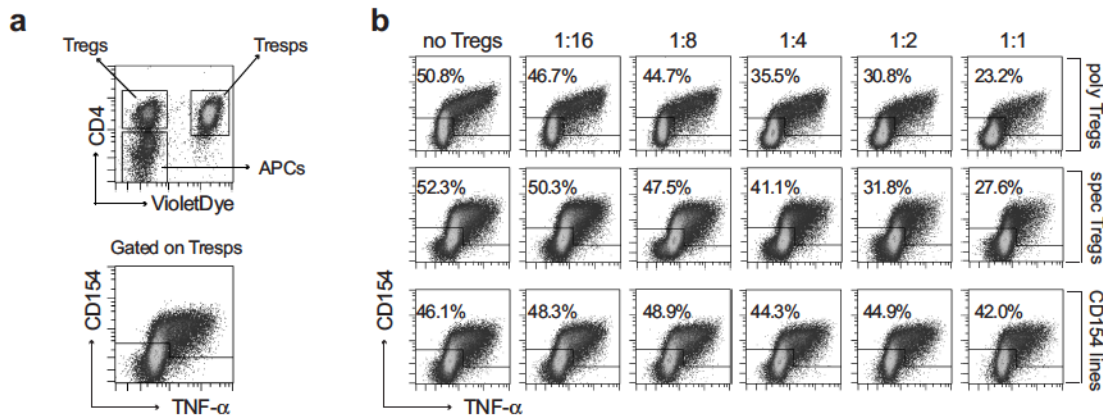 a
Tregs
Tresps
CD4
APCs
VioletDye
Gated on Tresps
CD154
TNF-α
b
no Tregs 1:16 1:8 1:4 1:2 1:1
50.8% 46.7% 44.7% 35.5% 30.8% 23.2%
poly Tregs
52.3% 50.3% 47.5% 41.1% 31.8% 27.6%
spec Tregs
46.1% 48.3% 48.9% 44.3% 44.9% 42.0%
CD154 lines
CD154
TNF-α